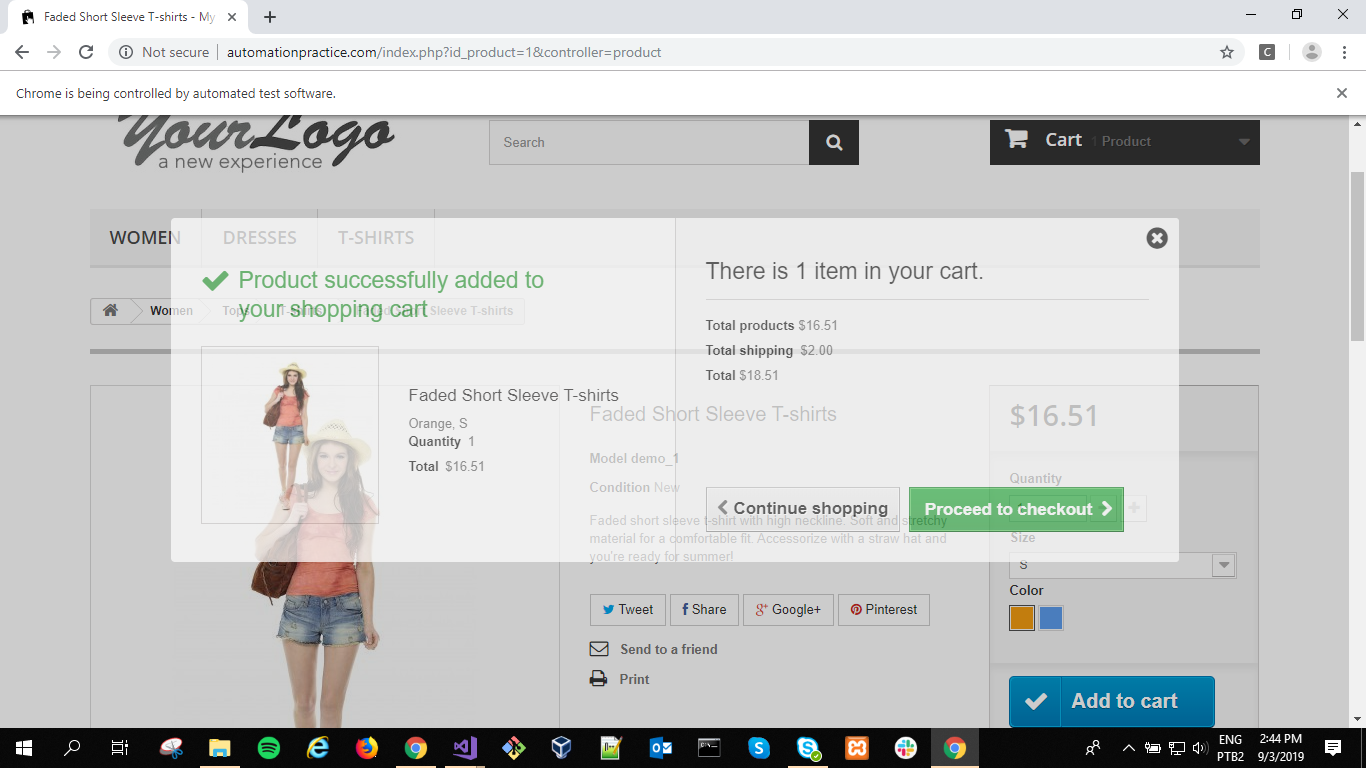 Faded Short Sleeve T-shirts - My
Not secure
automationpractice.com/index.php?id_product=1&controller=product
C
Chrome is being controlled by automated test software.
YourLogo
a new experience
Search
Cart 1 Product
WOMEN
DRESSES
T-SHIRTS
Product successfully added to
your shopping cart
There is 1 item in your cart.
Women
Tops
T-shirts
Faded Short Sleeve T-shirts
Total products $16.51
Total shipping $2.00
Total $18.51
Faded Short Sleeve T-shirts
Orange, S
Quantity 1
Total $16.51
Faded Short Sleeve T-shirts
Model demo_1
Condition New
Faded short sleeve t-shirt with high neckline. Soft and stretchy
material for a comfortable fit. Accessorize with a straw hat and
you're ready for summer!
Continue shopping
Proceed to checkout
$16.51
Quantity
Size
S
Color
Tweet
Share
Google+
Pinterest
Send to a friend
Print
Add to cart
ENG
PTB2
2:44 PM
9/3/2019